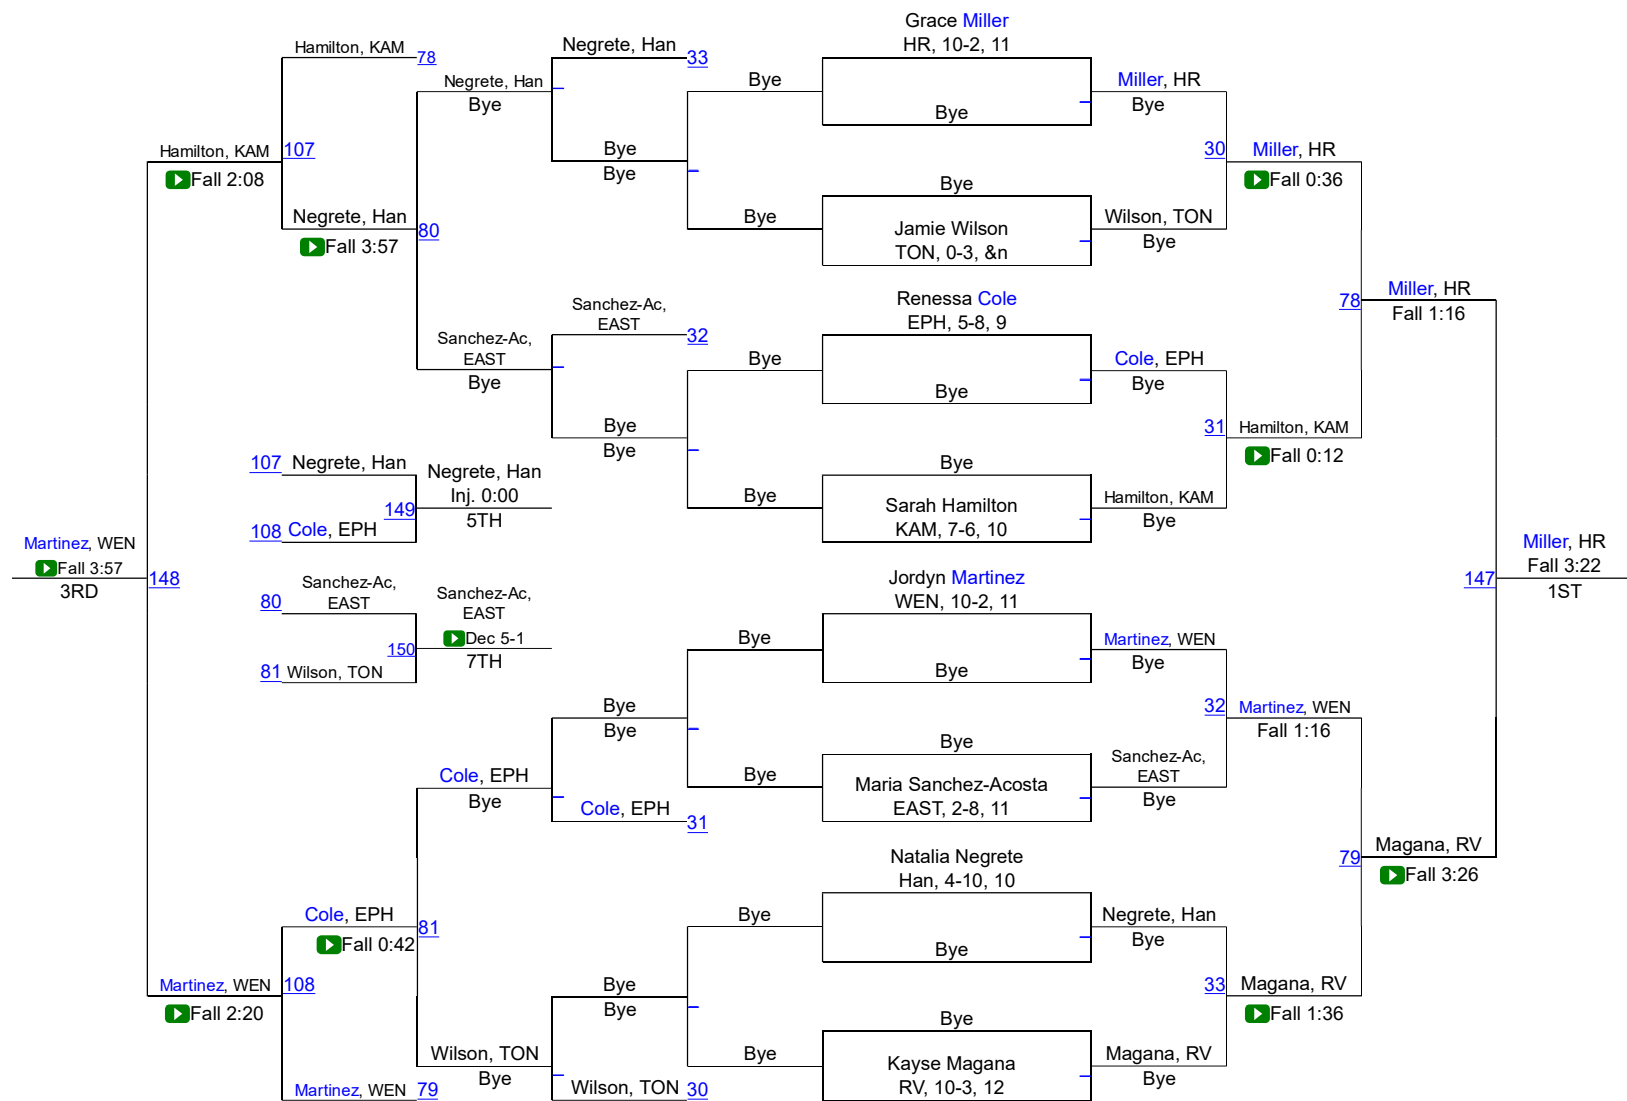 Grace Miller
HR, 10-2, 11
Hamilton, KAM
78
Negrete, Han
33
Negrete, Han
Bye
Bye
Bye
Miller, HR
Bye
Hamilton, KAM
107
Fall 2:08
Bye
Bye
30
Miller, HR
Fall 0:36
Negrete, Han
Fall 3:57
80
Bye
Bye
Jamie Wilson
TON, 0-3, &n
Wilson, TON
Bye
Renessa Cole
EPH, 5-8, 9
78
Miller, HR
Fall 1:16
Sanchez-Ac,
EAST
32
Sanchez-Ac,
EAST
Bye
Bye
Bye
Cole, EPH
Bye
Bye
Bye
31
Hamilton, KAM
Fall 0:12
107
Negrete, Han
Negrete, Han
Inj. 0:00
5TH
149
108
Cole, EPH
Bye
Bye
Sarah Hamilton
KAM, 7-6, 10
Hamilton, KAM
Bye
Martinez, WEN
Fall 3:57
3RD
148
Miller, HR
Fall 3:22
1ST
147
Sanchez-Ac,
EAST
80
Sanchez-Ac,
EAST
Dec 5-1
7TH
150
81
Wilson, TON
Jordyn Martinez
WEN, 10-2, 11
Bye
Bye
Martinez, WEN
Bye
Bye
32
Martinez, WEN
Fall 1:16
Cole, EPH
Bye
Bye
Bye
Maria Sanchez-Acosta
EAST, 2-8, 11
Sanchez-Ac,
EAST
Bye
Cole, EPH
31
79
Magana, RV
Fall 3:26
Natalia Negrete
Han, 4-10, 10
Cole, EPH
Fall 0:42
81
Bye
Bye
Negrete, Han
Bye
Martinez, WEN
108
Fall 2:20
Bye
Bye
33
Magana, RV
Fall 1:36
Wilson, TON
Bye
Bye
Bye
Kayse Magana
RV, 10-3, 12
Magana, RV
Bye
Martinez, WEN
79
Wilson, TON
30